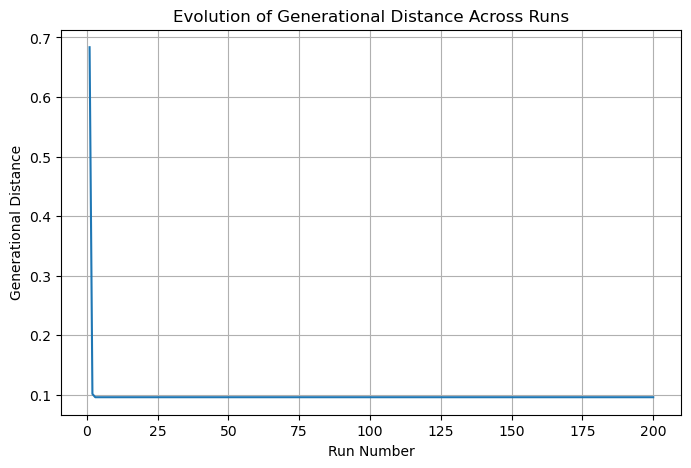 Evolution of Generational Distance Across Runs
0.7
0.6
0.5
0.4
0.3
0.2
0.1
Generational Distance
0 25 50 75 100 125 150 175 200
Run Number